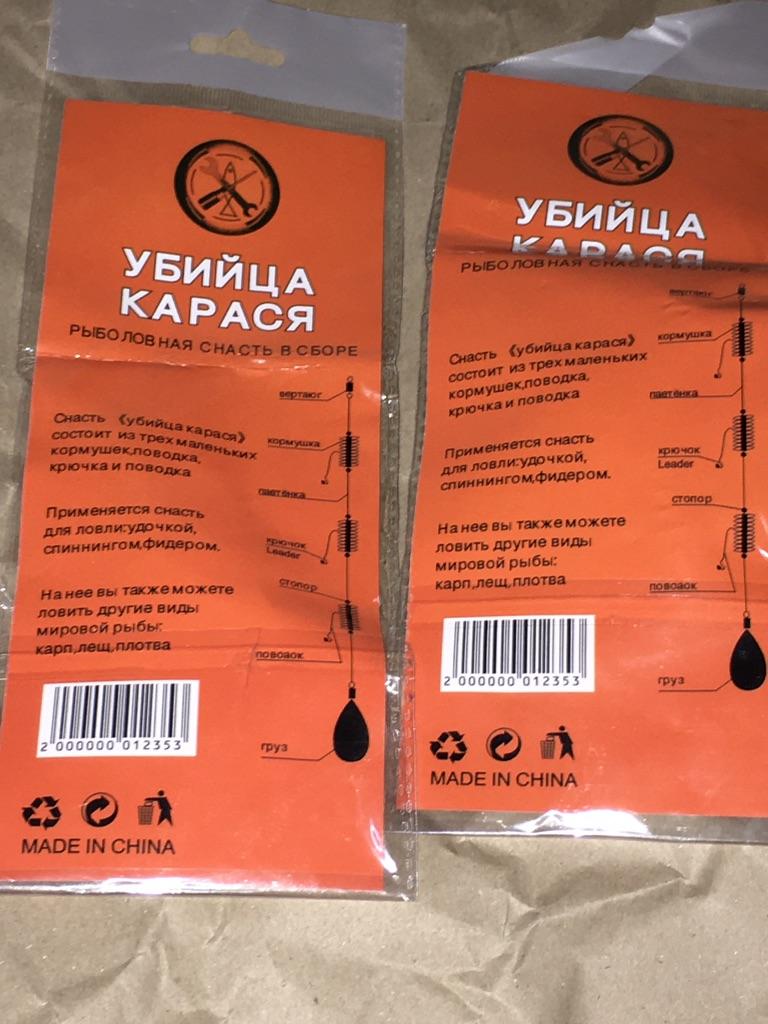 УБИЙЦА
КАРАСЯ
РЫБОЛОВНАЯ СНАСТЬ В СБОРЕ
вертлюг
Снасть 《убийца карася》
состоит из трех маленьких
кормушек,поводка,
крючка и поводка
кормушка
плетёнка
Применяется снасть
для ловли:удочкой,
спиннингом,фидером.
крючок
Leader
стопор
На нее вы также можете
ловить другие виды
мировой рыбы:
карп,лещ,плотва
повоаок
2 000000 012353
груз
MADE IN CHINA
УБИЙЦА
КАРАСЯ
РЫБОЛОВНАЯ СНАСТЬ В СБОРЕ
вертлюг
кормушка
Снасть 《убийца карася》
состоит из трех маленьких
кормушек,поводка,
крючка и поводка
плетёнка
Применяется снасть
для ловли:удочкой,
спиннингом,фидером.
крючок
Leader
стопор
На нее вы также можете
ловить другие виды
мировой рыбы:
карп,лещ,плотва
повоаок
2 000000 012353
груз
MADE IN CHINA